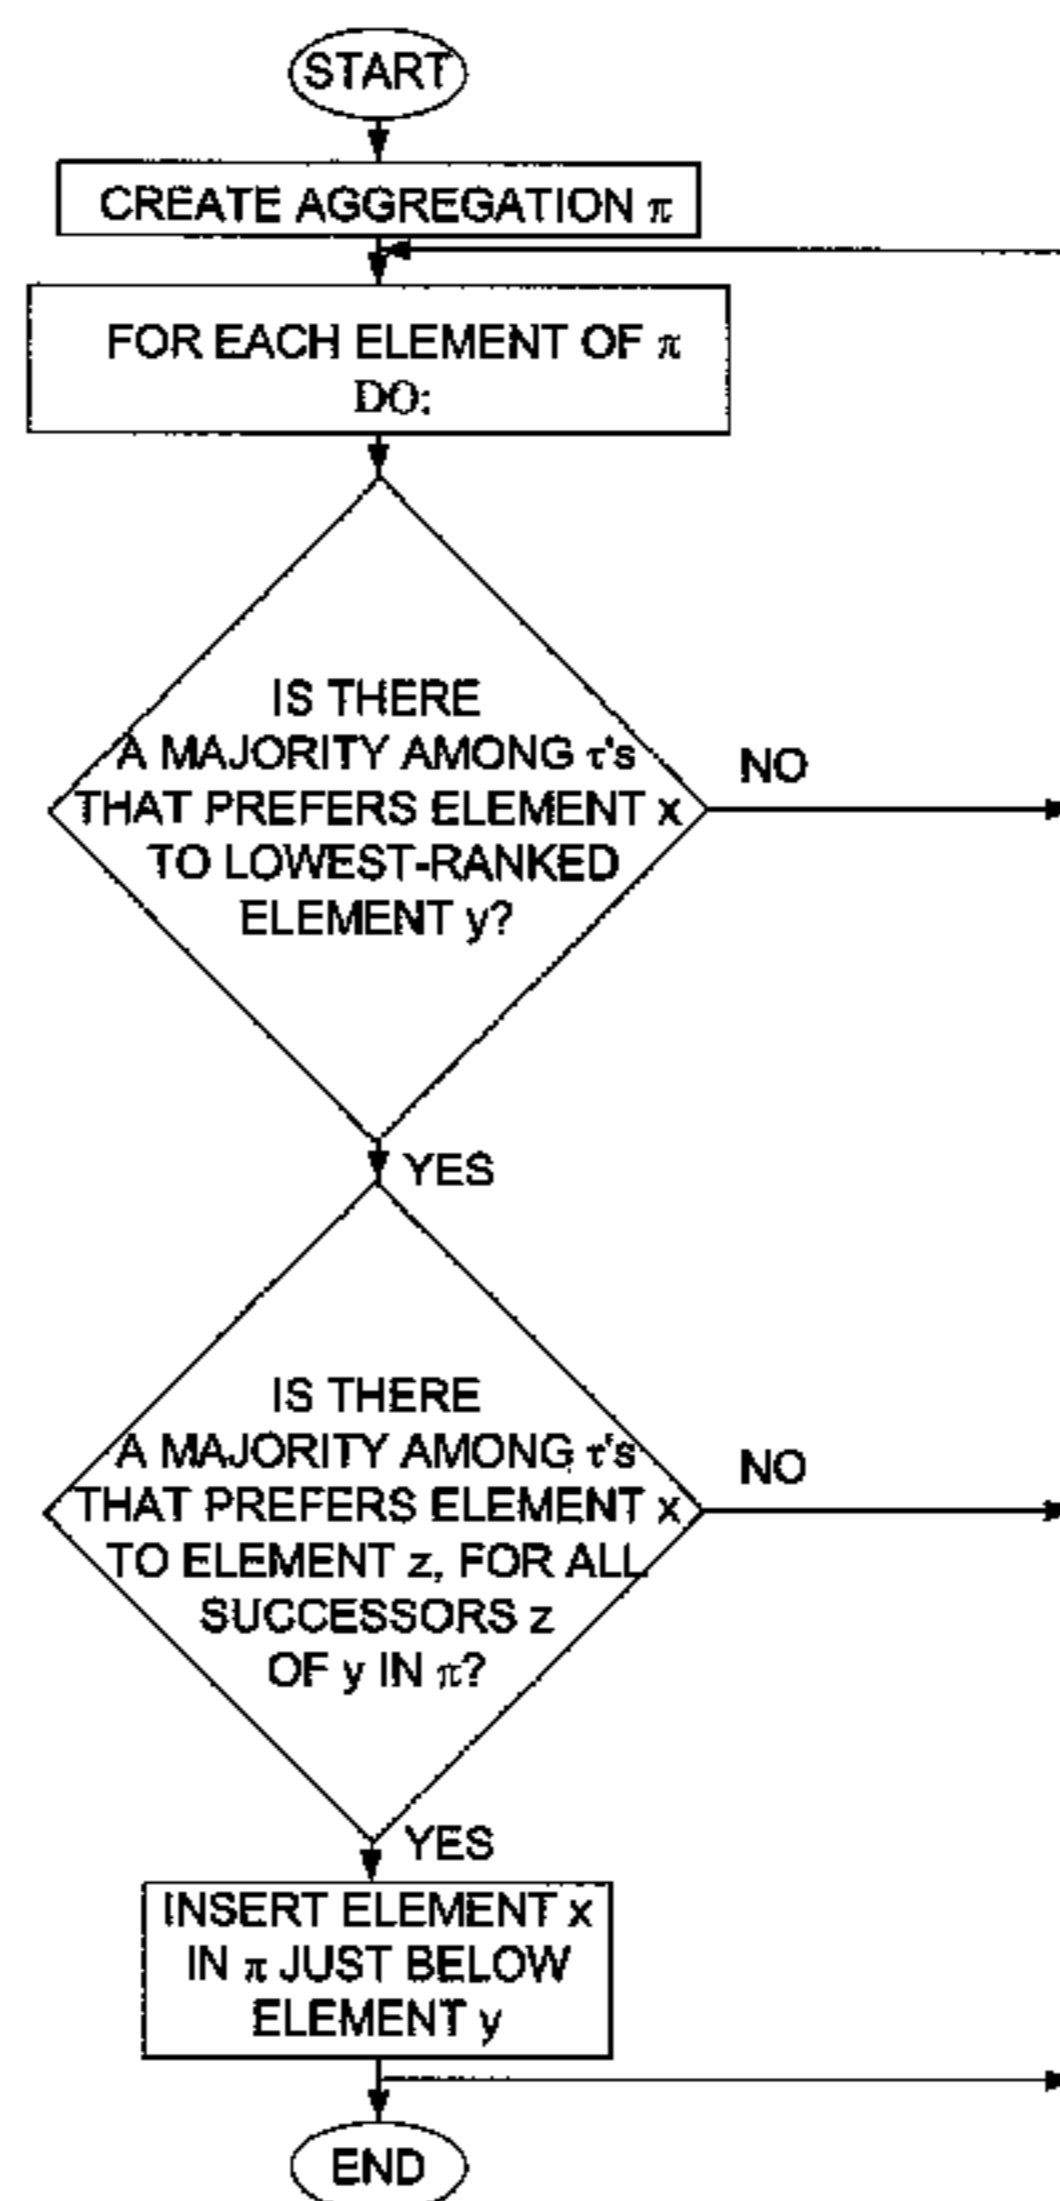 START
CREATE AGGREGATION π
FOR EACH ELEMENT OF π
DO:
IS THERE
A MAJORITY AMONG τ's
THAT PREFERS ELEMENT x
TO LOWEST-RANKED
ELEMENT y?
NO
YES
IS THERE
A MAJORITY AMONG τ's
THAT PREFERS ELEMENT x
TO ELEMENT z, FOR ALL
SUCCESSORS z
OF y IN π?
NO
YES
INSERT ELEMENT x
IN π JUST BELOW
ELEMENT y
END